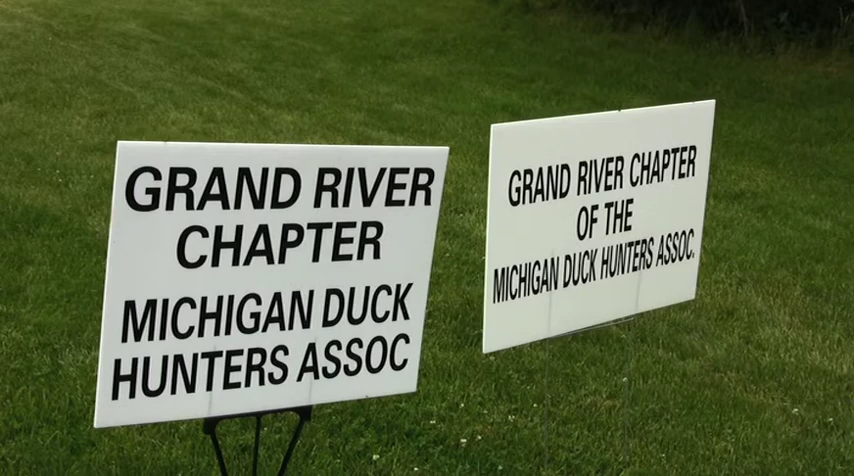 GRAND RIVER
CHAPTER
MICHIGAN DUCK
HUNTERS ASSOC
GRAND RIVER CHAPTER
OF THE
MICHIGAN DUCK HUNTERS ASSOC.